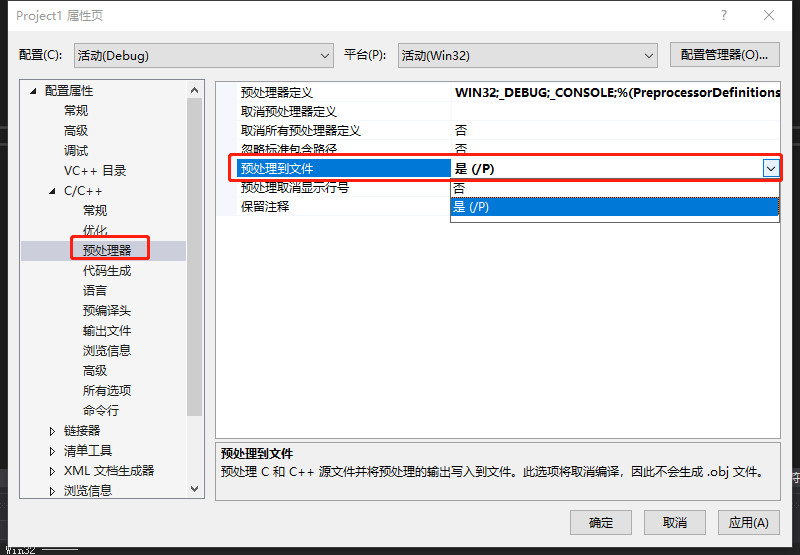 Project1 属性页
配置(C): 活动(Debug) 平台(P): 活动(Win32) 配置管理器(O)...
配置属性
常规
高级
调试
VC++ 目录
C/C++
常规
优化
预处理器
代码生成
语言
预编译头
输出文件
浏览信息
高级
所有选项
命令行
链接器
清单工具
XML 文档生成器
浏览信息
预处理器定义 WIN32;_DEBUG;_CONSOLE;%(PreprocessorDefinitions
取消预处理器定义
取消所有预处理器定义 否
忽略标准包含路径 否
预处理到文件 是 (/P)
预处理取消显示行号 否
保留注释 是 (/P)
预处理到文件
预处理 C 和 C++ 源文件并将预处理的输出写入到文件。此选项将取消编译，因此不会生成 .obj 文件。
确定 取消 应用(A)
Win32